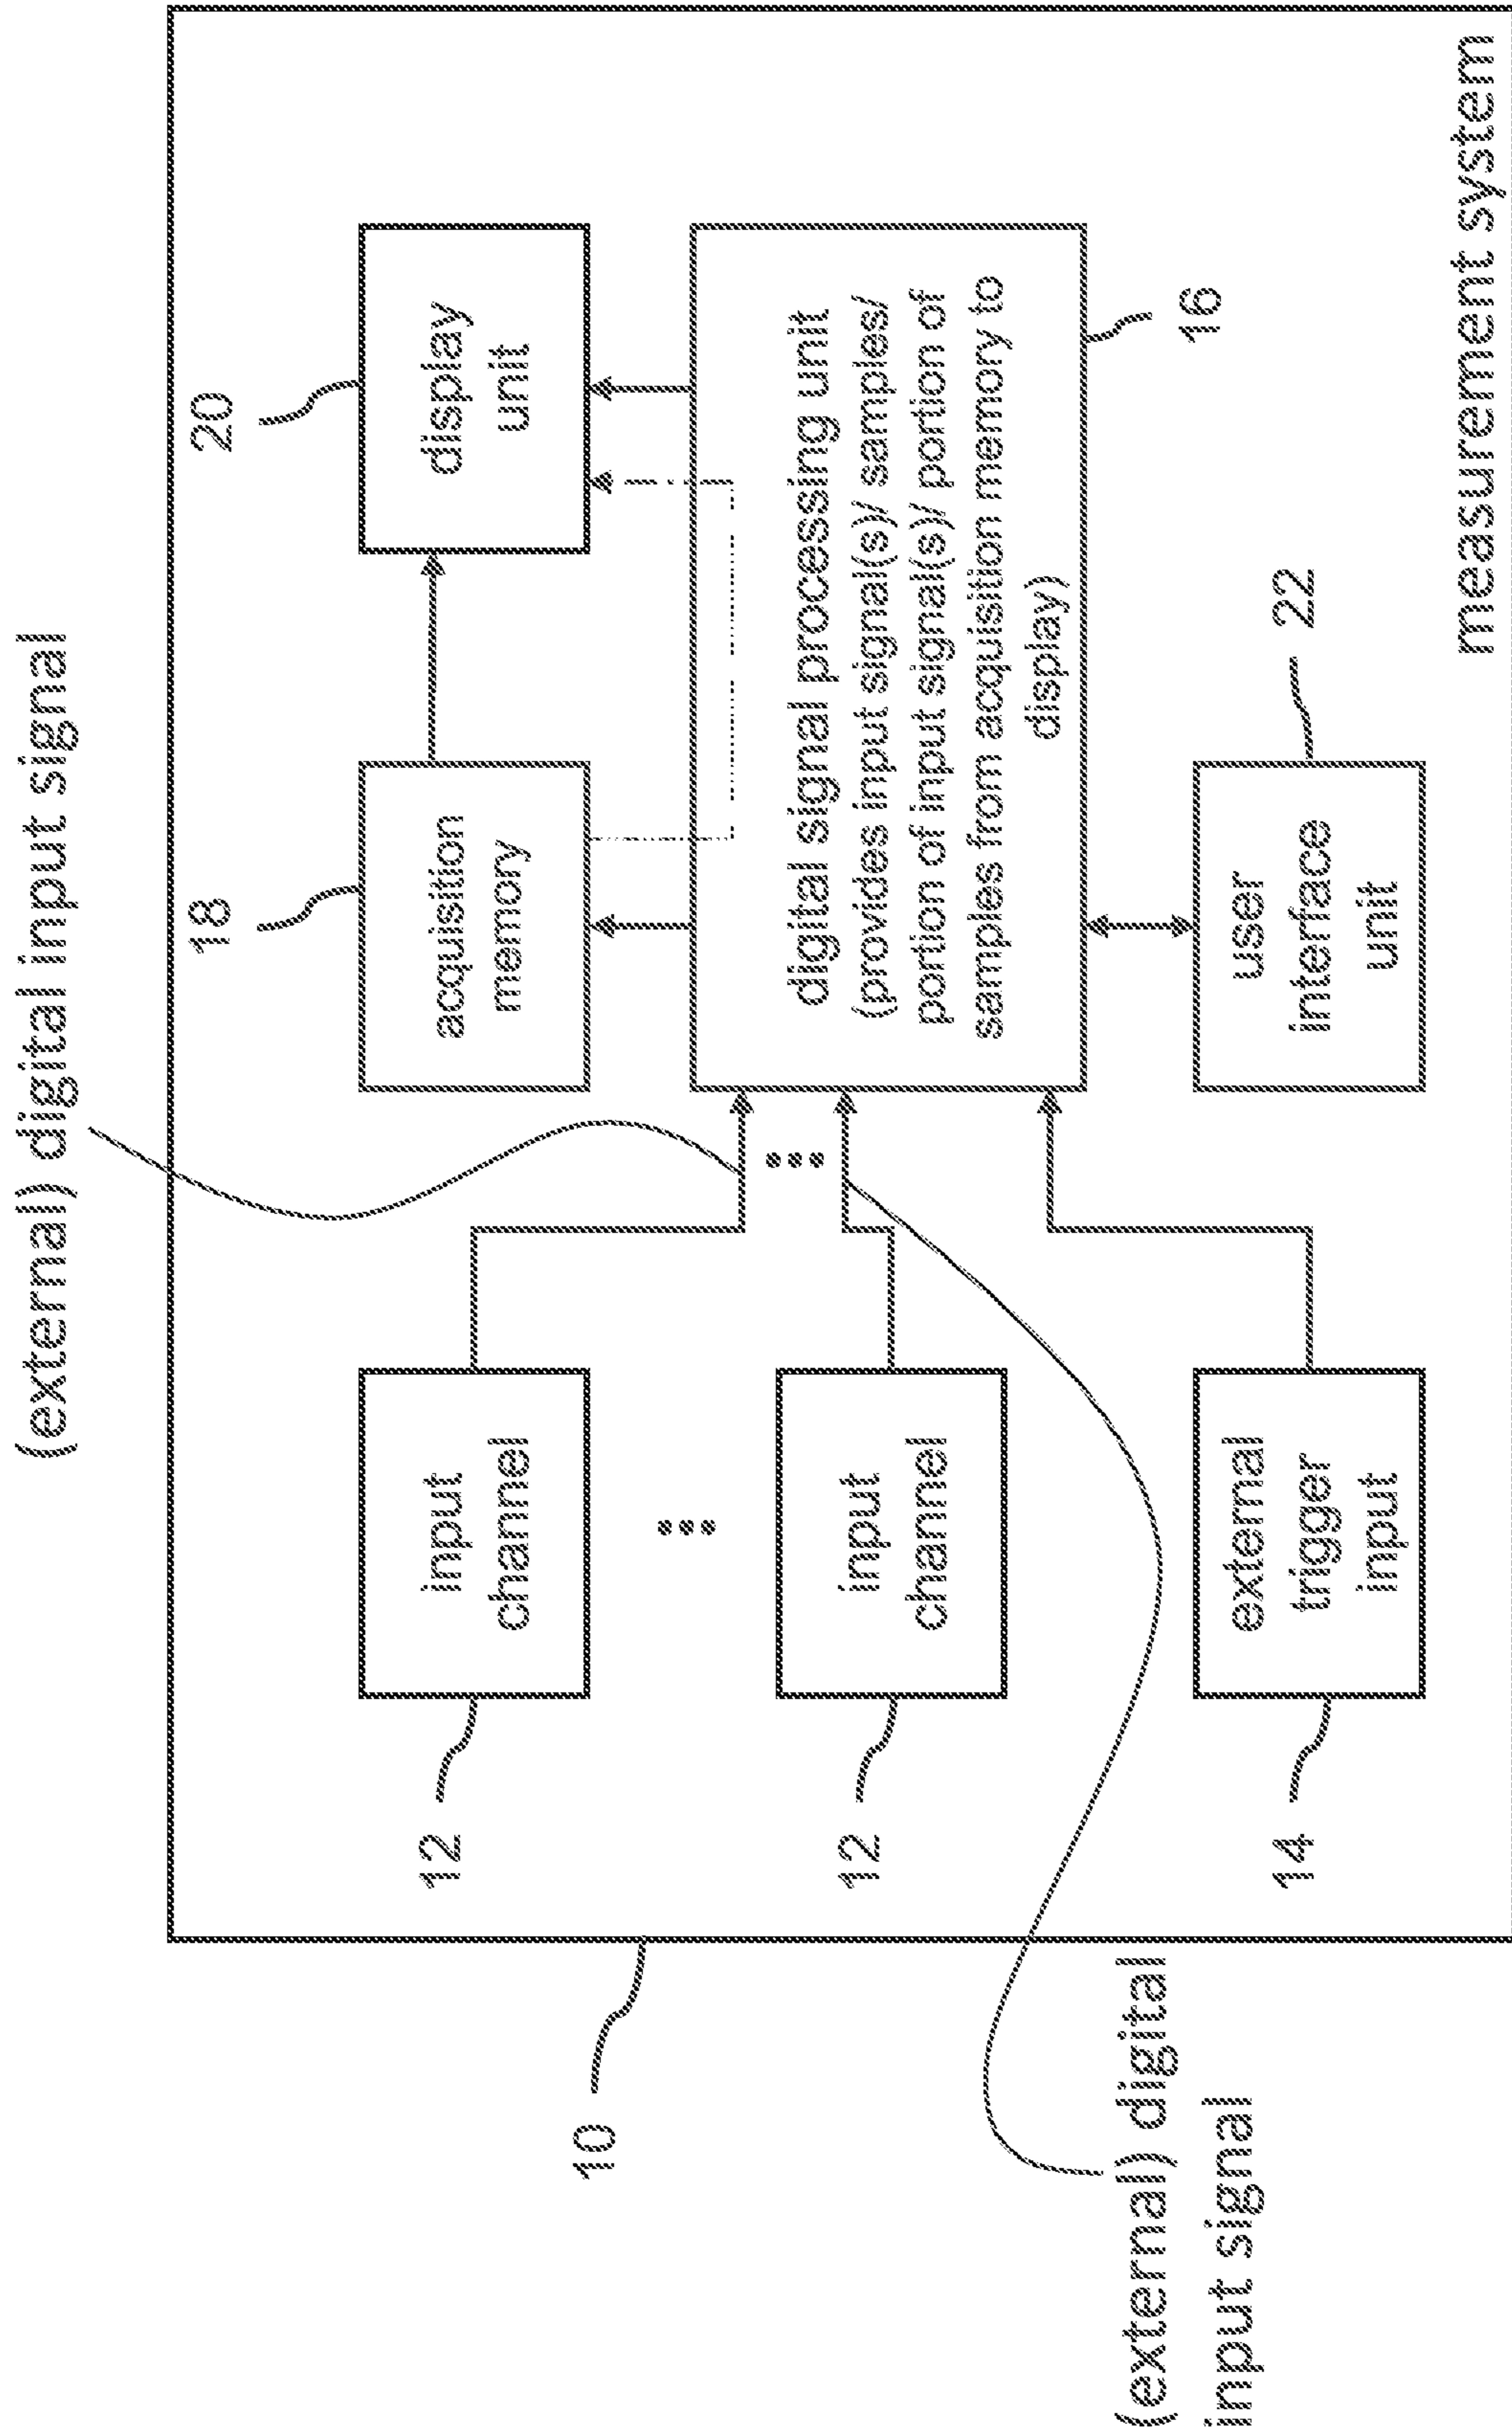 (external) digital input signal
18
20
acquisition
memory
display
unit
12
input
channel
...
...
digital signal processing unit
(provides input signal(s)/ samples/
portion of input signal(s)/ portion of
samples from acquisition memory to
display)
10
12
input
channel
16
14
external
trigger
input
user
interface
unit
22
(external) digital
input signal
measurement system